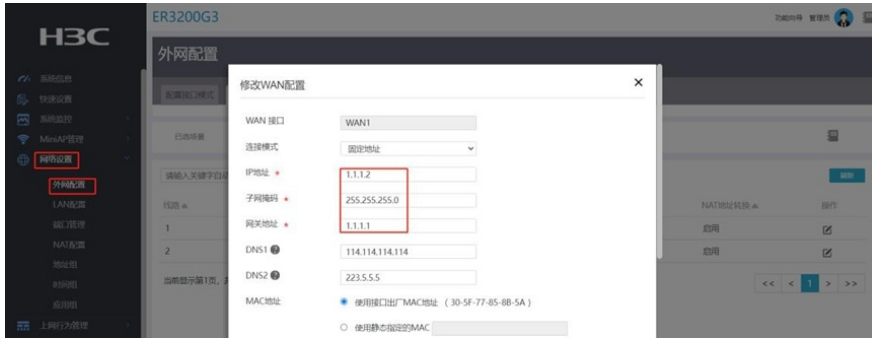 ER3200G3
功能向导 管理员
H3C
外网配置
系统信息
快速设置
系统监控
MiniAP管理
网络设置
外网配置
LAN配置
端口管理
NAT配置
地址组
时间组
应用组
上网行为管理
配置接口模式
已选场景
请输入关键字自动
刷新
线路
NAT地址转换
操作
1
启用
2
启用
当前显示第1页,
<< < 1 > >>
修改WAN配置
×
WAN 接口 WAN1
连接模式 固定地址
IP地址 * 1.1.1.2
子网掩码 * 255.255.255.0
网关地址 * 1.1.1.1
DNS1 ? 114.114.114.114
DNS2 ? 223.5.5.5
MAC地址 使用接口出厂MAC地址 ( 30-5F-77-85-8B-5A )
使用静态指定的MAC